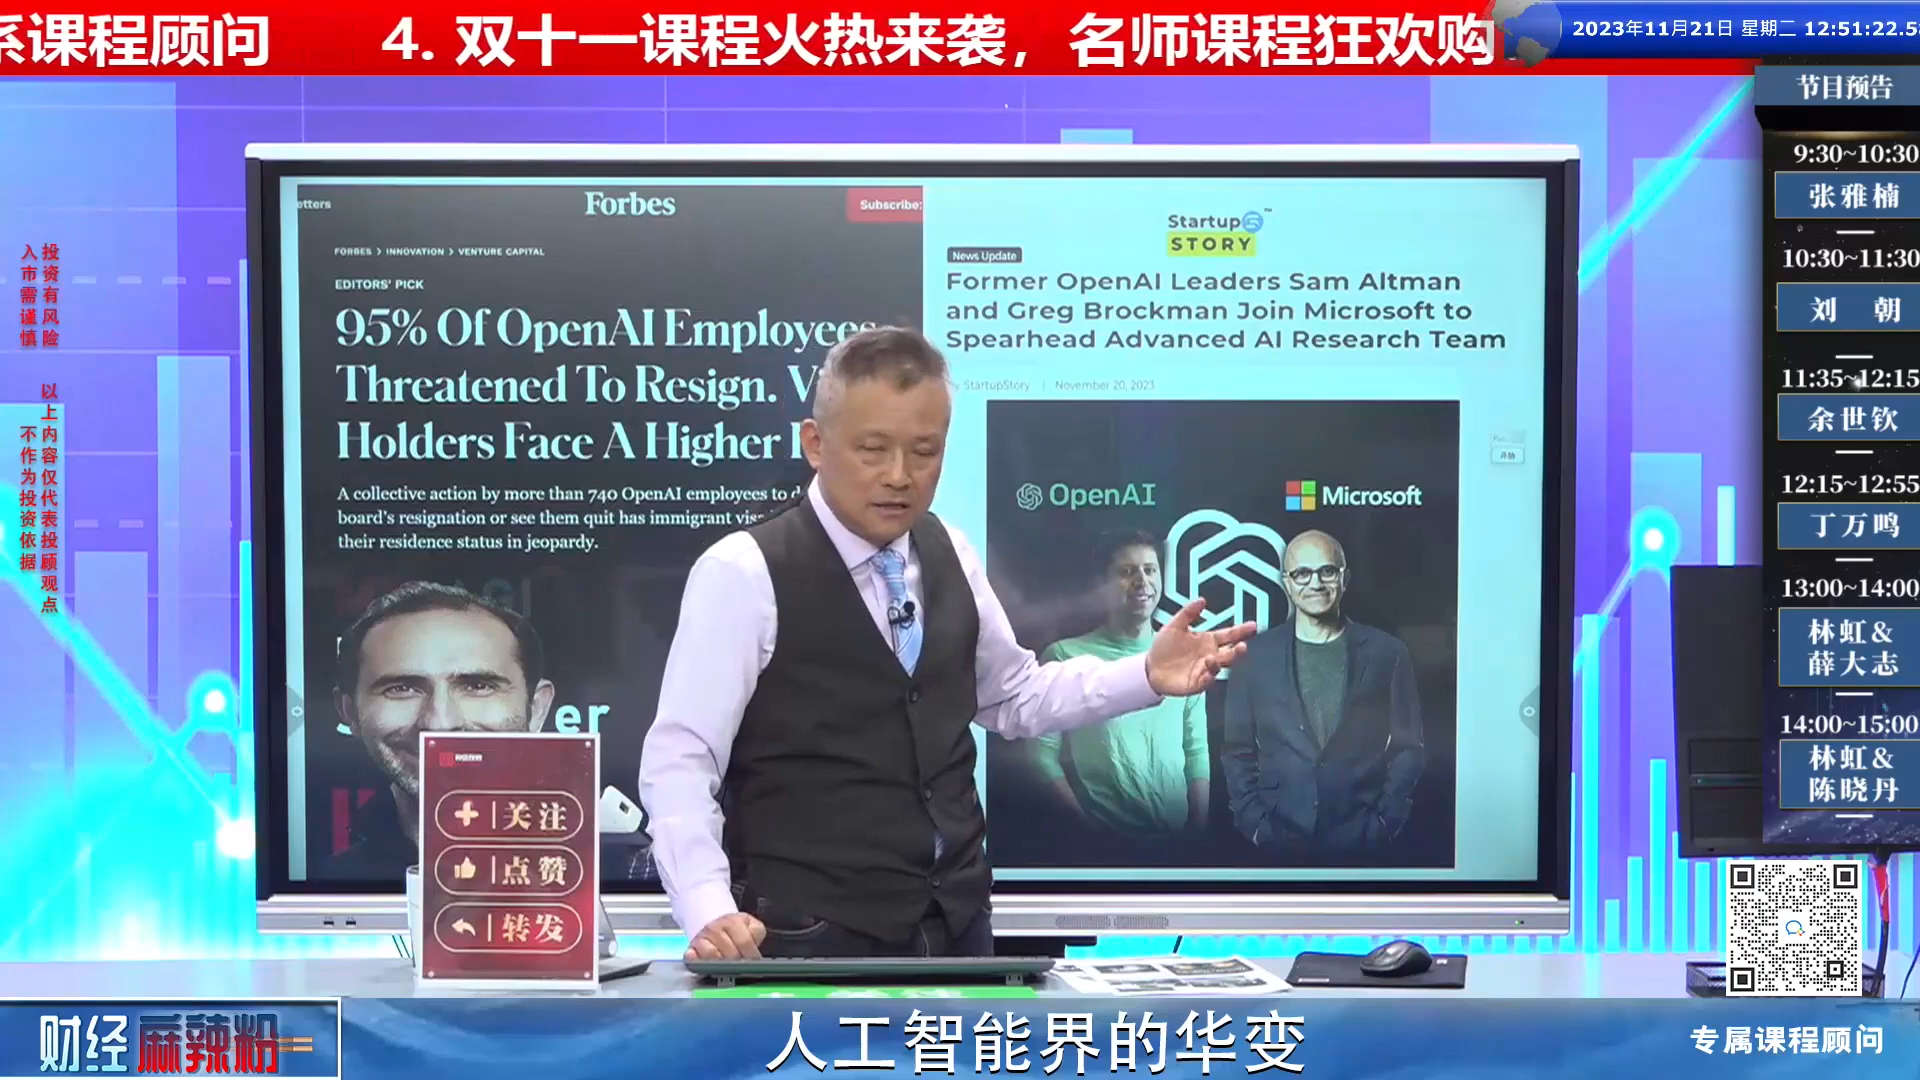 系课程顾问 4. 双十一课程火热来袭，名师课程狂欢购
2023年11月21日 星期二 12:51:22.5
节目预告
9:30~10:30
张雅楠
10:30~11:30
刘 朝
11:35~12:15
余世钦
12:15~12:55
丁万鸣
13:00~14:00
林虹&
薛大志
14:00~15:00
林虹&
陈晓丹
投资有风险
入市需谨慎
以上内容仅代表投顾观点
不作为投资依据
etters
Forbes
Subscribe:
FORBES > INNOVATION > VENTURE CAPITAL
EDITORS' PICK
95% Of OpenAI Employees
Threatened To Resign. V
Holders Face A Higher
A collective action by more than 740 OpenAI employees to d
board's resignation or see them quit has immigrant vis
their residence status in jeopardy.
er
Startup
STORY
News Update
Former OpenAI Leaders Sam Altman
and Greg Brockman Join Microsoft to
Spearhead Advanced AI Research Team
StartupStory | November 20, 2023
OpenAI
Microsoft
关注
点赞
转发
财经麻辣粉
人工智能界的华变
专属课程顾问